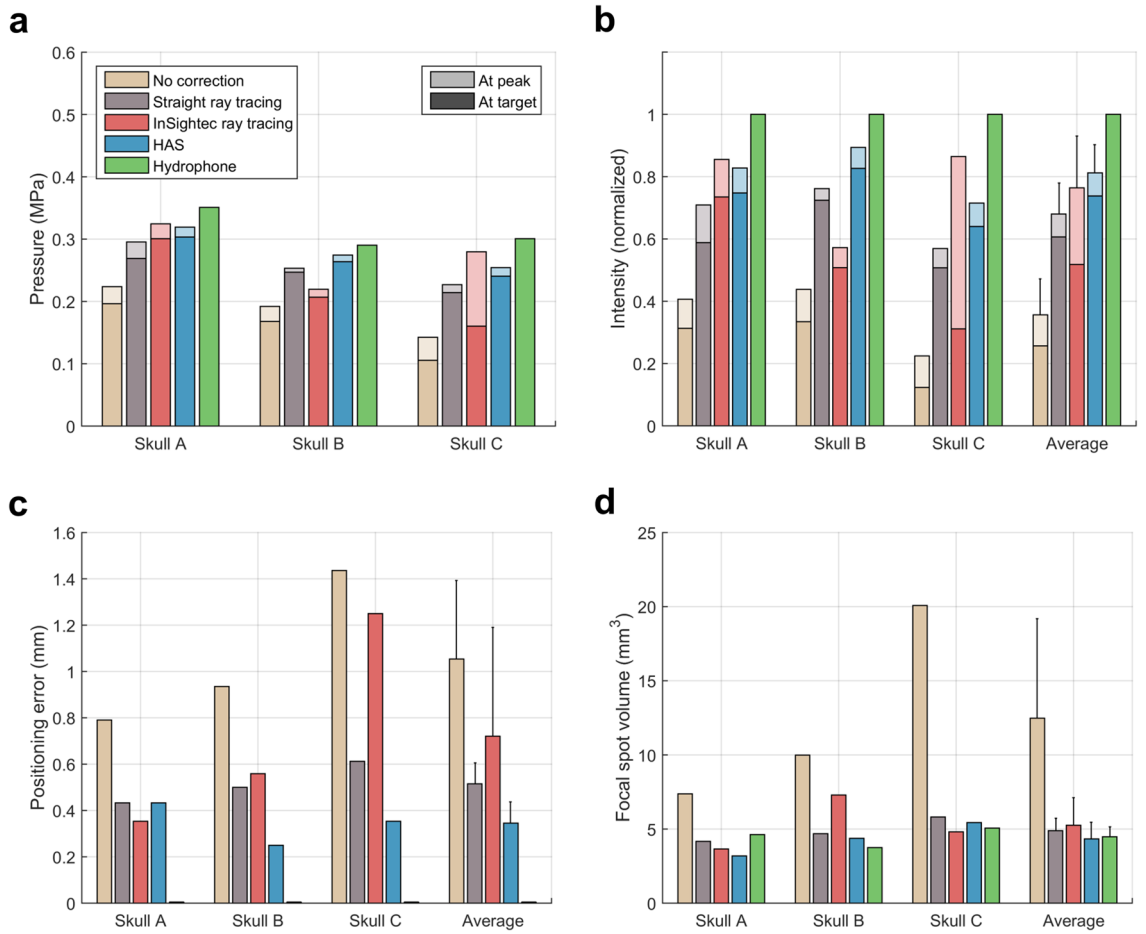 a
Pressure (MPa)
0.6
0.5
0.4
0.3
0.2
0.1
0
No correction
Straight ray tracing
InSightec ray tracing
HAS
Hydrophone
At peak
At target
Skull A
Skull B
Skull C
b
Intensity (normalized)
1
0.8
0.6
0.4
0.2
0
Skull A
Skull B
Skull C
Average
c
Positioning error (mm)
1.6
1.4
1.2
1
0.8
0.6
0.4
0.2
0
Skull A
Skull B
Skull C
Average
d
Focal spot volume (mm³)
25
20
15
10
5
0
Skull A
Skull B
Skull C
Average